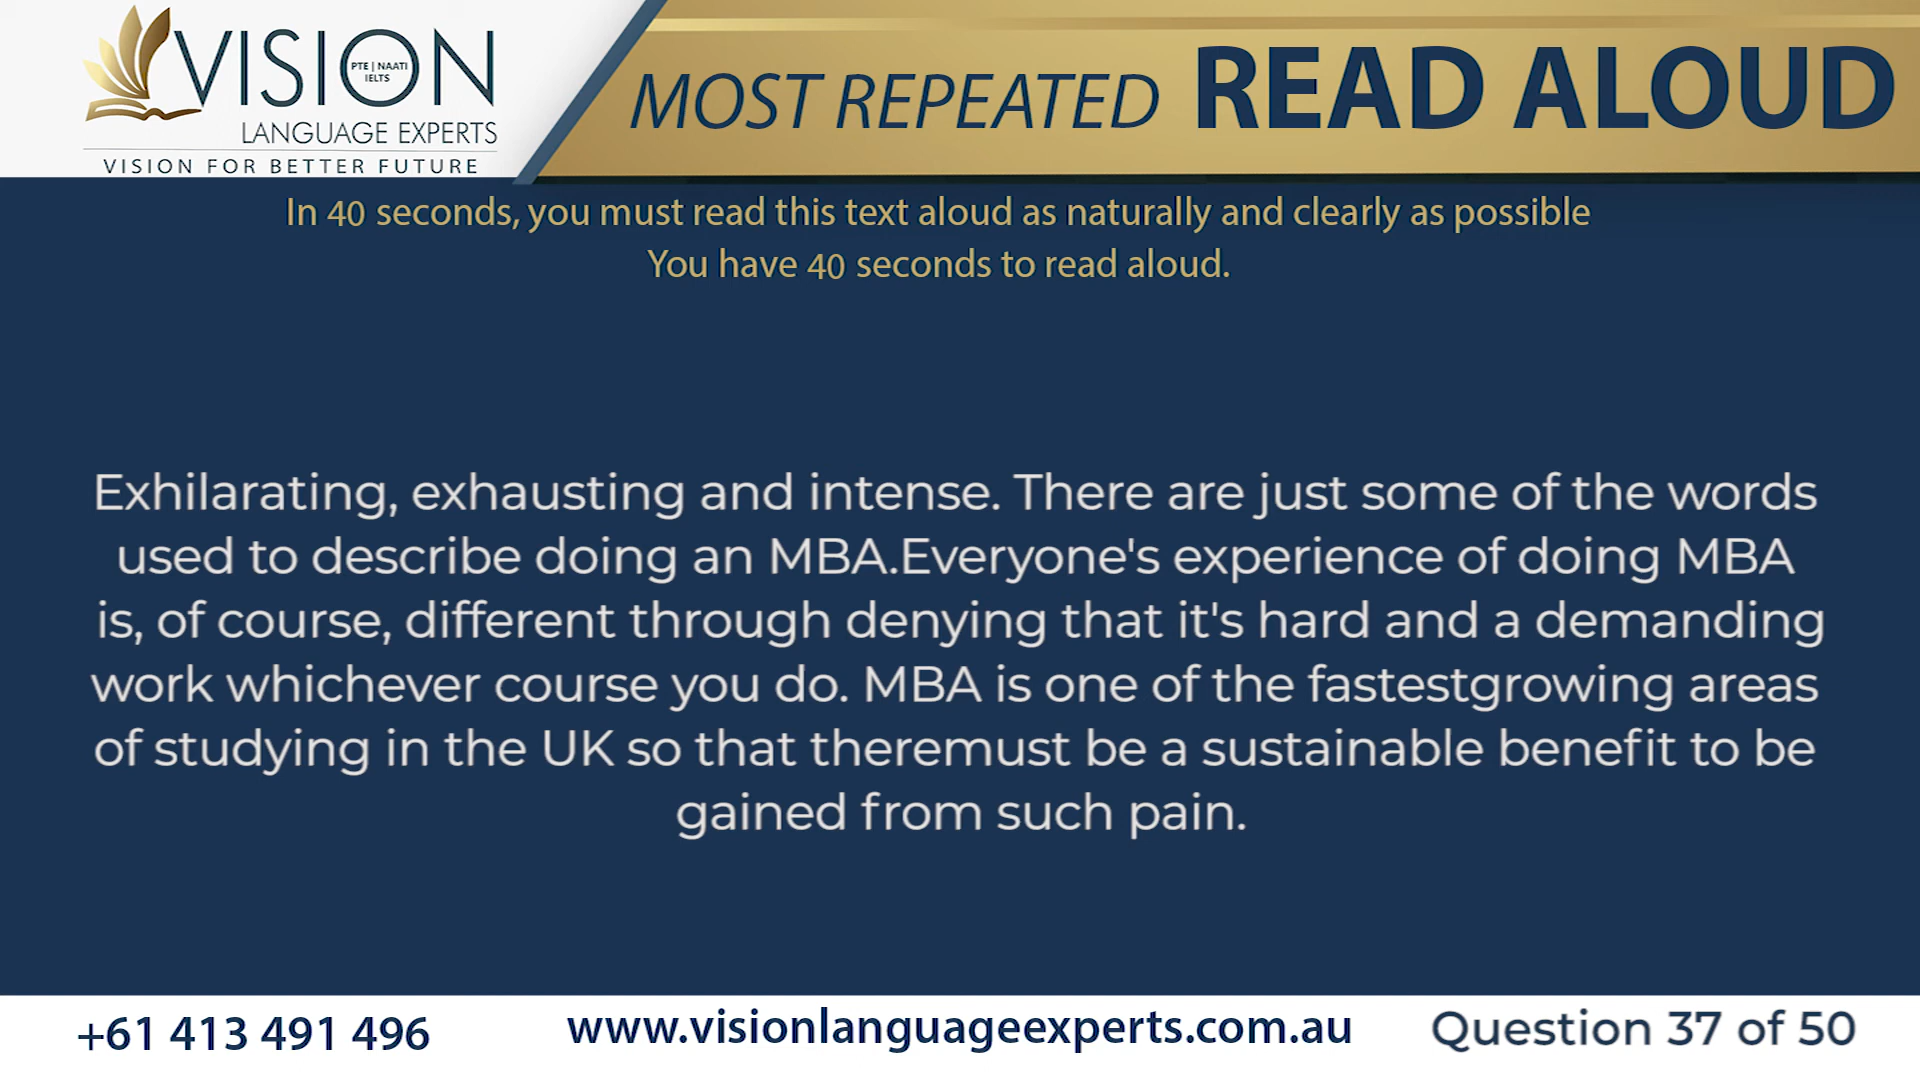 VISION
PTE | NAATI
IELTS
LANGUAGE EXPERTS
VISION FOR BETTER FUTURE
MOST REPEATED READ ALOUD
In 40 seconds, you must read this text aloud as naturally and clearly as possible
You have 40 seconds to read aloud.
Exhilarating, exhausting and intense. There are just some of the words
used to describe doing an MBA.Everyone's experience of doing MBA
is, of course, different through denying that it's hard and a demanding
work whichever course you do. MBA is one of the fastestgrowing areas
of studying in the UK so that theremust be a sustainable benefit to be
gained from such pain.
+61 413 491 496
www.visionlanguageexperts.com.au
Question 37 of 50